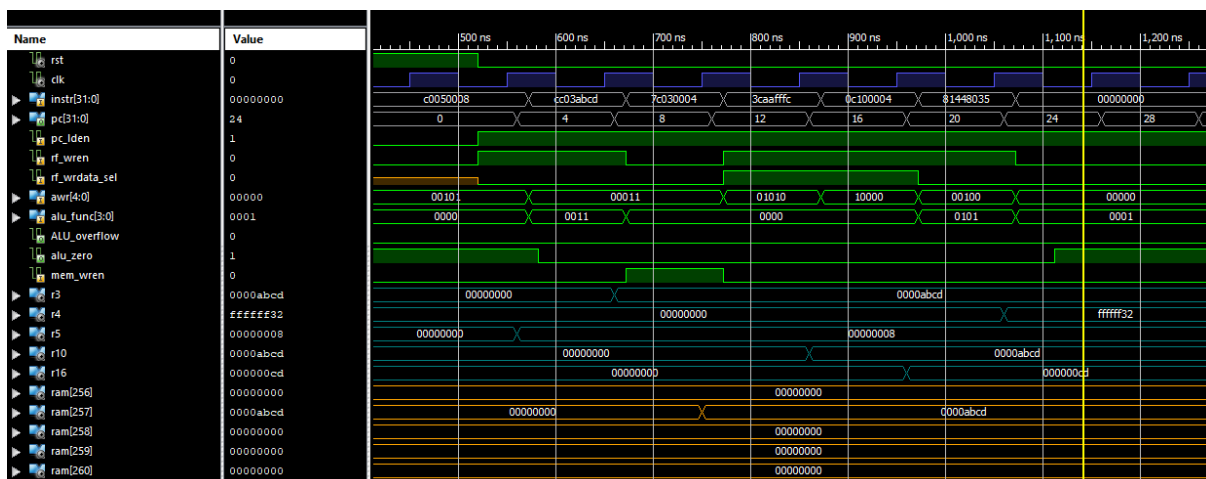 Name Value 500 ns 600 ns 700 ns 800 ns 900 ns 1,000 ns 1,100 ns 1,200 ns
rst 0
clk 0
instr[31:0] 00000000 c0050008 cc03abcd 7c030004 3caafffc 0c100004 81448035 00000000
pc[31:0] 24 0 4 8 12 16 20 24 28
pc_lden 1
rf_wren 0
rf_wrdata_sel 0
awr[4:0] 00000 00101 00011 01010 10000 00100 00000
alu_func[3:0] 0001 0000 0011 0000 0101 0001
ALU_overflow 0
alu_zero 1
mem_wren 0
r3 0000abcd 00000000 0000abcd
r4 ffffff32 00000000 ffffff32
r5 00000008 00000000 00000008
r10 0000abcd 00000000 0000abcd
r16 000000cd 00000000 000000cd
ram[256] 00000000 00000000
ram[257] 0000abcd 00000000 0000abcd
ram[258] 00000000 00000000
ram[259] 00000000 00000000
ram[260] 00000000 00000000